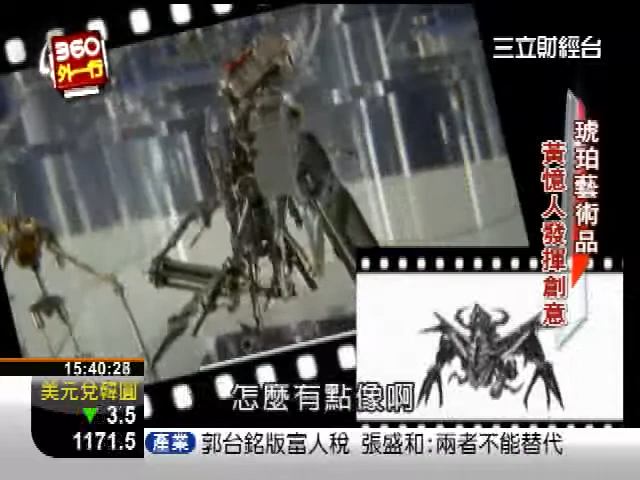 360
外一行
三立財經台
琥珀藝術品
黃憶人發揮創意
怎麼有點像啊
15:40:28
美元兌韓圓
3.5
1171.5
產業 郭台銘版富人稅 張盛和:兩者不能替代